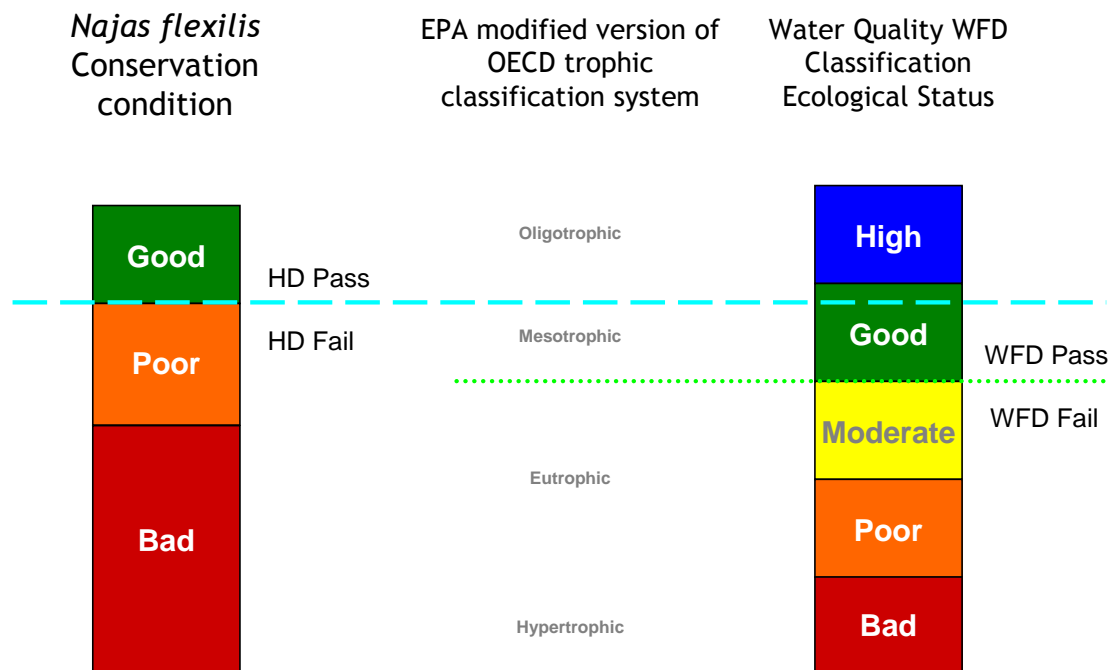 Najas flexilis
Conservation
condition
EPA modified version of
OECD trophic
classification system
Water Quality WFD
Classification
Ecological Status
Good
HD Pass
HD Fail
Poor
Bad
Oligotrophic
Mesotrophic
Eutrophic
Hypertrophic
High
Good
WFD Pass
WFD Fail
Moderate
Poor
Bad